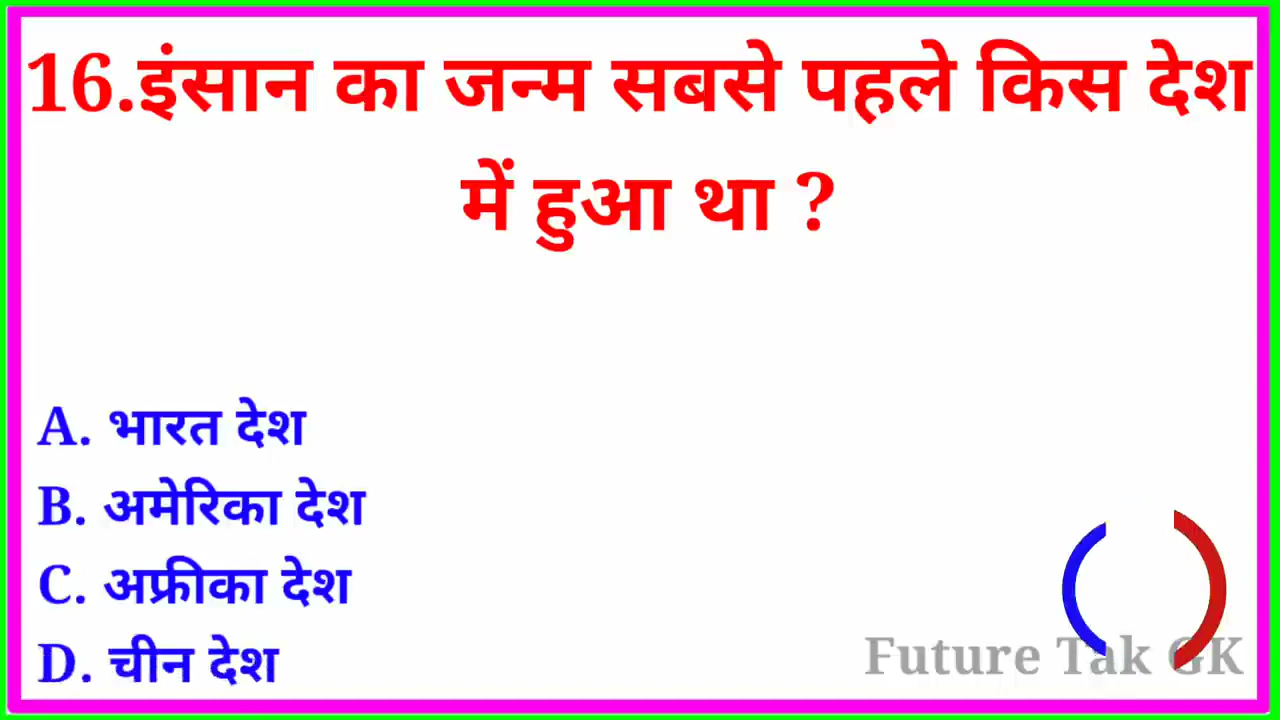 16.इंसान का जन्म सबसे पहले किस देश
में हुआ था ?
A. भारत देश
B. अमेरिका देश
C. अफ्रीका देश
D. चीन देश
Future Tak GK